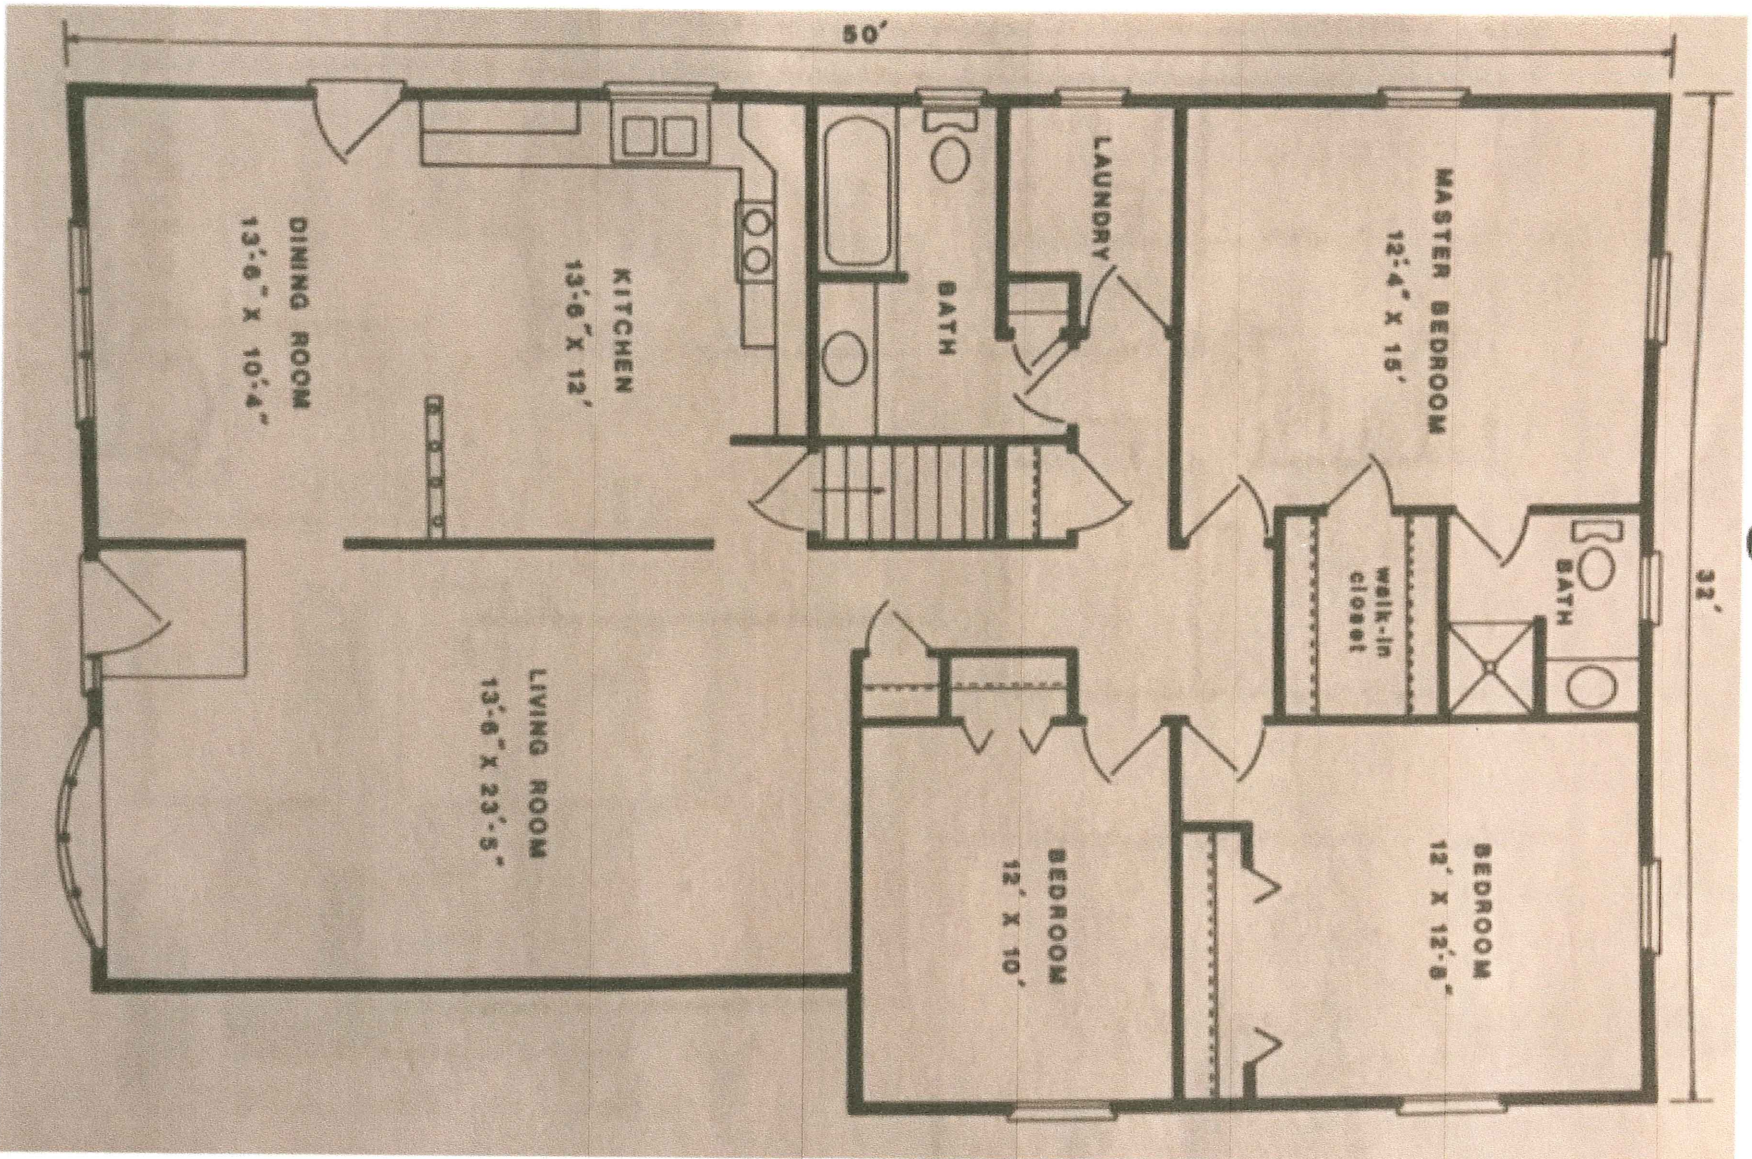 50′
32′
MASTER BEDROOM
12′-4″ X 15′
LAUNDRY
BATH
KITCHEN
13′-6″ X 12′
DINING ROOM
13′-6″ X 10′-4″
BATH
walk-in
closet
LIVING ROOM
13′-6″ X 23′-5″
BEDROOM
12′ X 10′
BEDROOM
12′ X 12′-8″